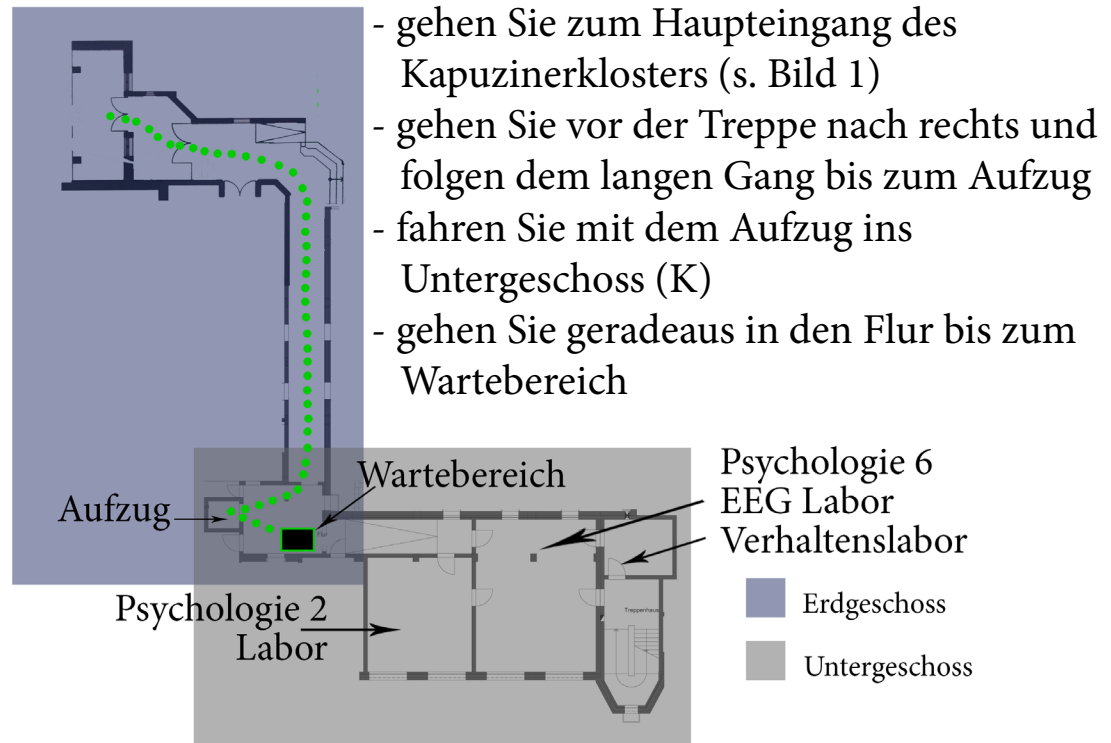 - gehen Sie zum Haupteingang des
Kapuzinerklosters (s. Bild 1)
- gehen Sie vor der Treppe nach rechts und
folgen dem langen Gang bis zum Aufzug
- fahren Sie mit dem Aufzug ins
Untergeschoss (K)
- gehen Sie geradeaus in den Flur bis zum
Wartebereich
Wartebereich
Aufzug
Psychologie 6
EEG Labor
Verhaltenslabor
Psychologie 2
Labor
Treppenhaus
Erdgeschoss
Untergeschoss